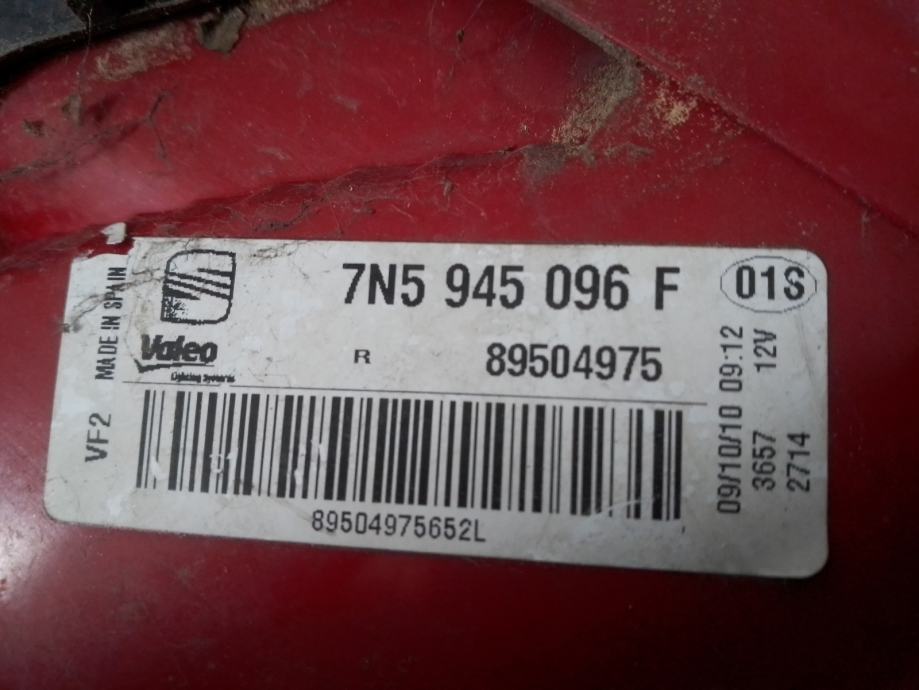 7N5 945 096 F
01S
MADE IN SPAIN
Valeo
Lighting Systems
R
89504975
VF2
09/10/10 09:12
3657 12V
2714
89504975652L